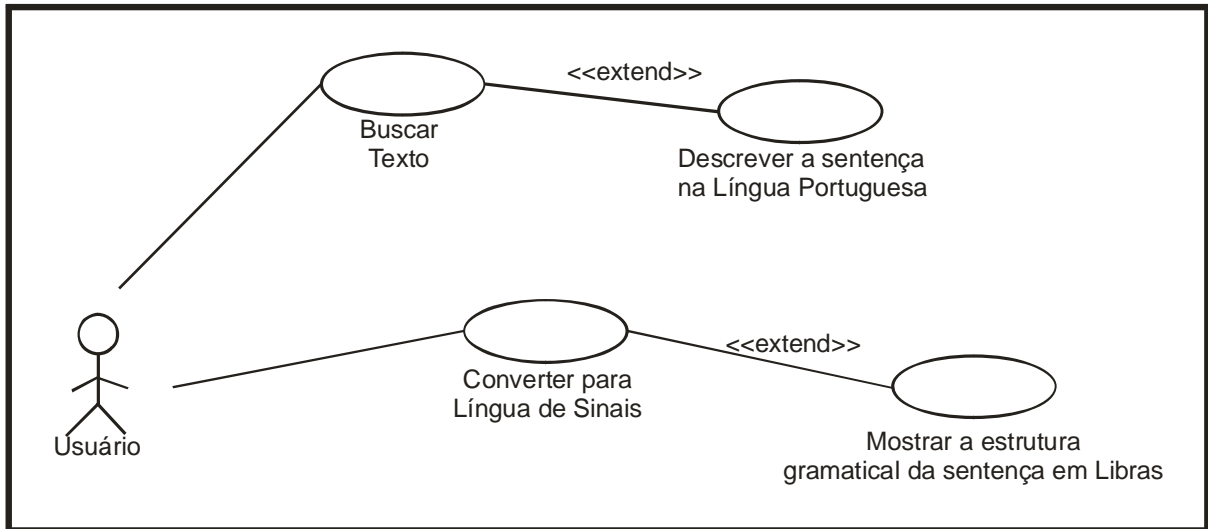 <<extend>>
Buscar
Texto
Descrever a sentença
na Língua Portuguesa
<<extend>>
Converter para
Língua de Sinais
Usuário
Mostrar a estrutura
gramatical da sentença em Libras